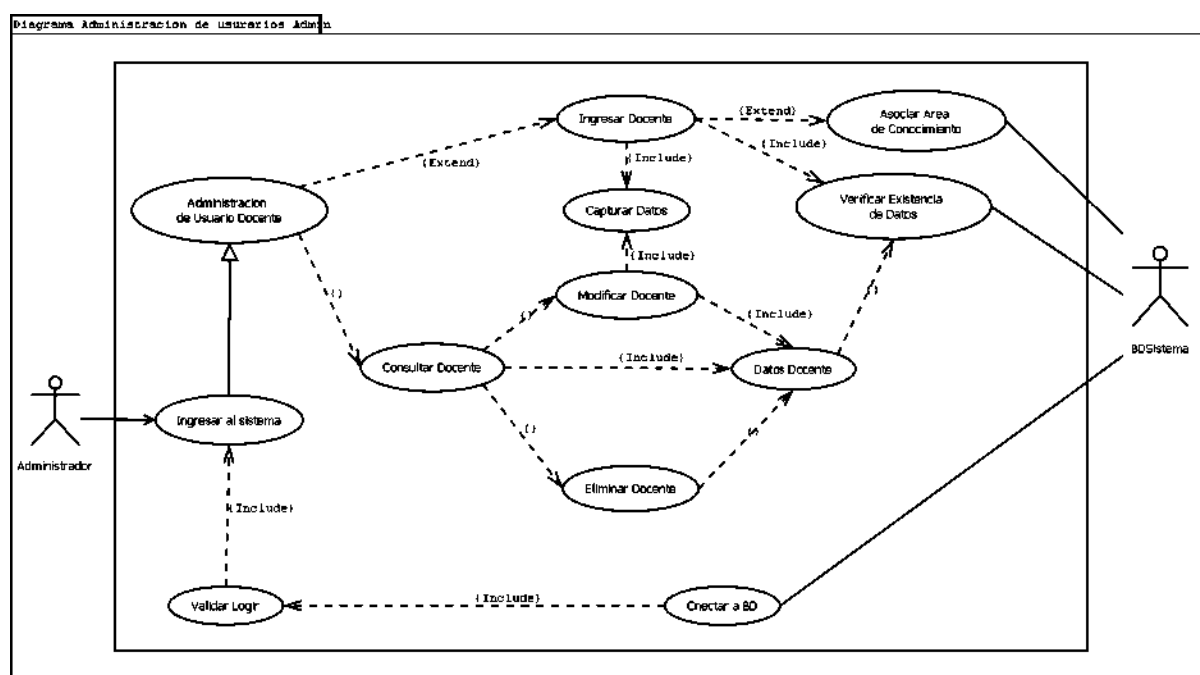 Diagrama Administracion de usurarios Admin
Ingresar Docente
{Extend}
Asociar Area
de Conocimiento
{Extend}
{Include}
{Include}
Administracion
de Usuario Docente
Capturar Datos
Verificar Existencia
de Datos
{Include}
{}
Modificar Docente
{}
{}
{Include}
BDSistema
Consultar Docente
{Include}
Datos Docente
Ingresar al sistema
{}
{}
Administrador
Eliminar Docente
{Include}
Validar Login
{Include}
Cnectar a BD